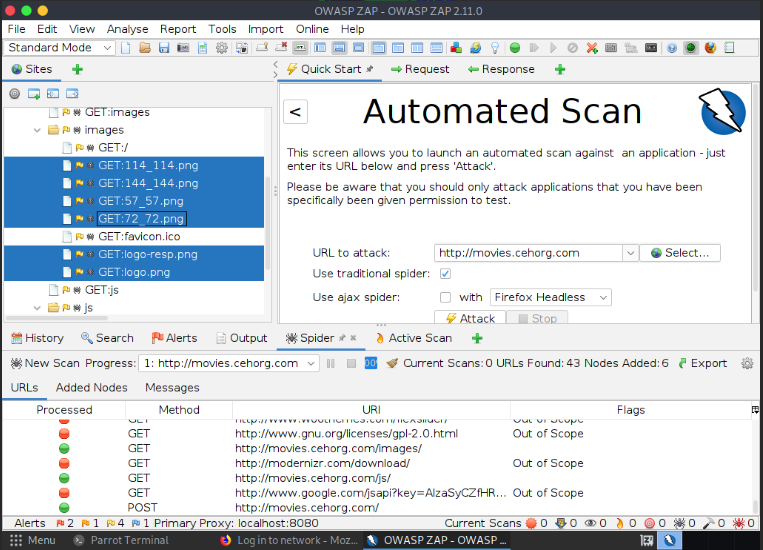 OWASP ZAP - OWASP ZAP 2.11.0
File Edit View Analyse Report Tools Import Online Help
Standard Mode
Sites
Quick Start Request Response
GET:images
images
GET:/
GET:114_114.png
GET:144_144.png
GET:57_57.png
GET:72_72.png
GET:favicon.ico
GET:logo-resp.png
GET:logo.png
GET:js
js
<
Automated Scan
This screen allows you to launch an automated scan against an application - just
enter its URL below and press 'Attack'.
Please be aware that you should only attack applications that you have been
specifically been given permission to test.
URL to attack: http://movies.cehorg.com Select...
Use traditional spider:
Use ajax spider: with Firefox Headless
Attack Stop
History Search Alerts Output Spider Active Scan
New Scan Progress: 1: http://movies.cehorg.com Current Scans: 0 URLs Found: 43 Nodes Added: 6 Export
URLs Added Nodes Messages
Processed Method URI Flags
GET http://www.woothemes.com/flexslider/ Out of Scope
GET http://www.gnu.org/licenses/gpl-2.0.html Out of Scope
GET http://movies.cehorg.com/images/
GET http://modernizr.com/download/ Out of Scope
GET http://movies.cehorg.com/js/
GET http://www.google.com/jsapi?key=AIzaSyCZfHR... Out of Scope
POST http://movies.cehorg.com/
Alerts 2 1 4 1 Primary Proxy: localhost:8080 Current Scans 0 0 0 0 0 0 0 0
Menu Parrot Terminal Log in to network - Moz... OWASP ZAP - OWASP ...